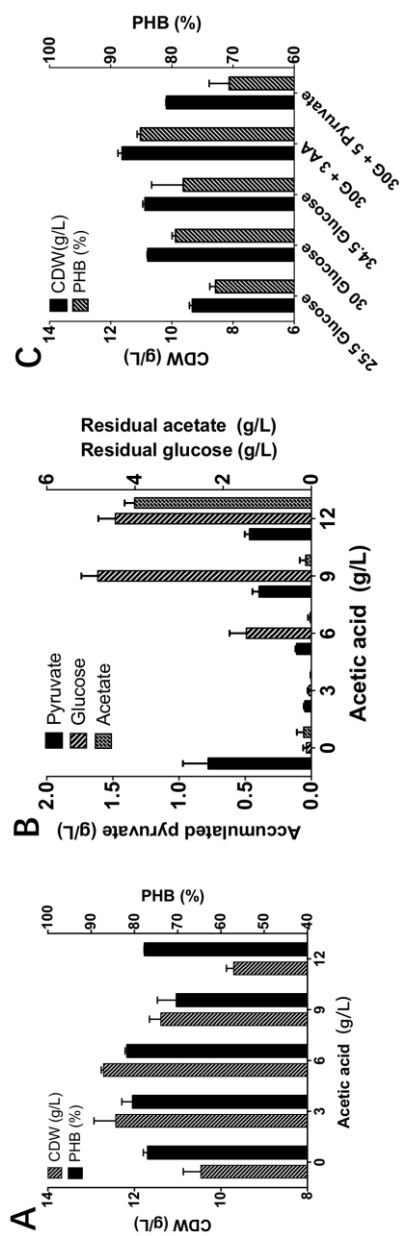 A
CDW (g/L)
PHB (%)
CDW (g/L)
14
12
10
8
PHB (%)
100
90
80
70
60
50
40
0 3 6 9 12
Acetic acid (g/L)
B
Pyruvate
Glucose
Acetate
Accumulated pyruvate (g/L)
2.0
1.5
1.0
0.5
0.0
Residual acetate (g/L)
Residual glucose (g/L)
6
4
2
0
0 3 6 9 12
Acetic acid (g/L)
C
CDW(g/L)
PHB (%)
CDW (g/L)
14
12
10
8
6
PHB (%)
100
90
80
70
60
25.5 Glucose
30 Glucose
34.5 Glucose
30G + 3 AA
30G + 5 Pyruvate